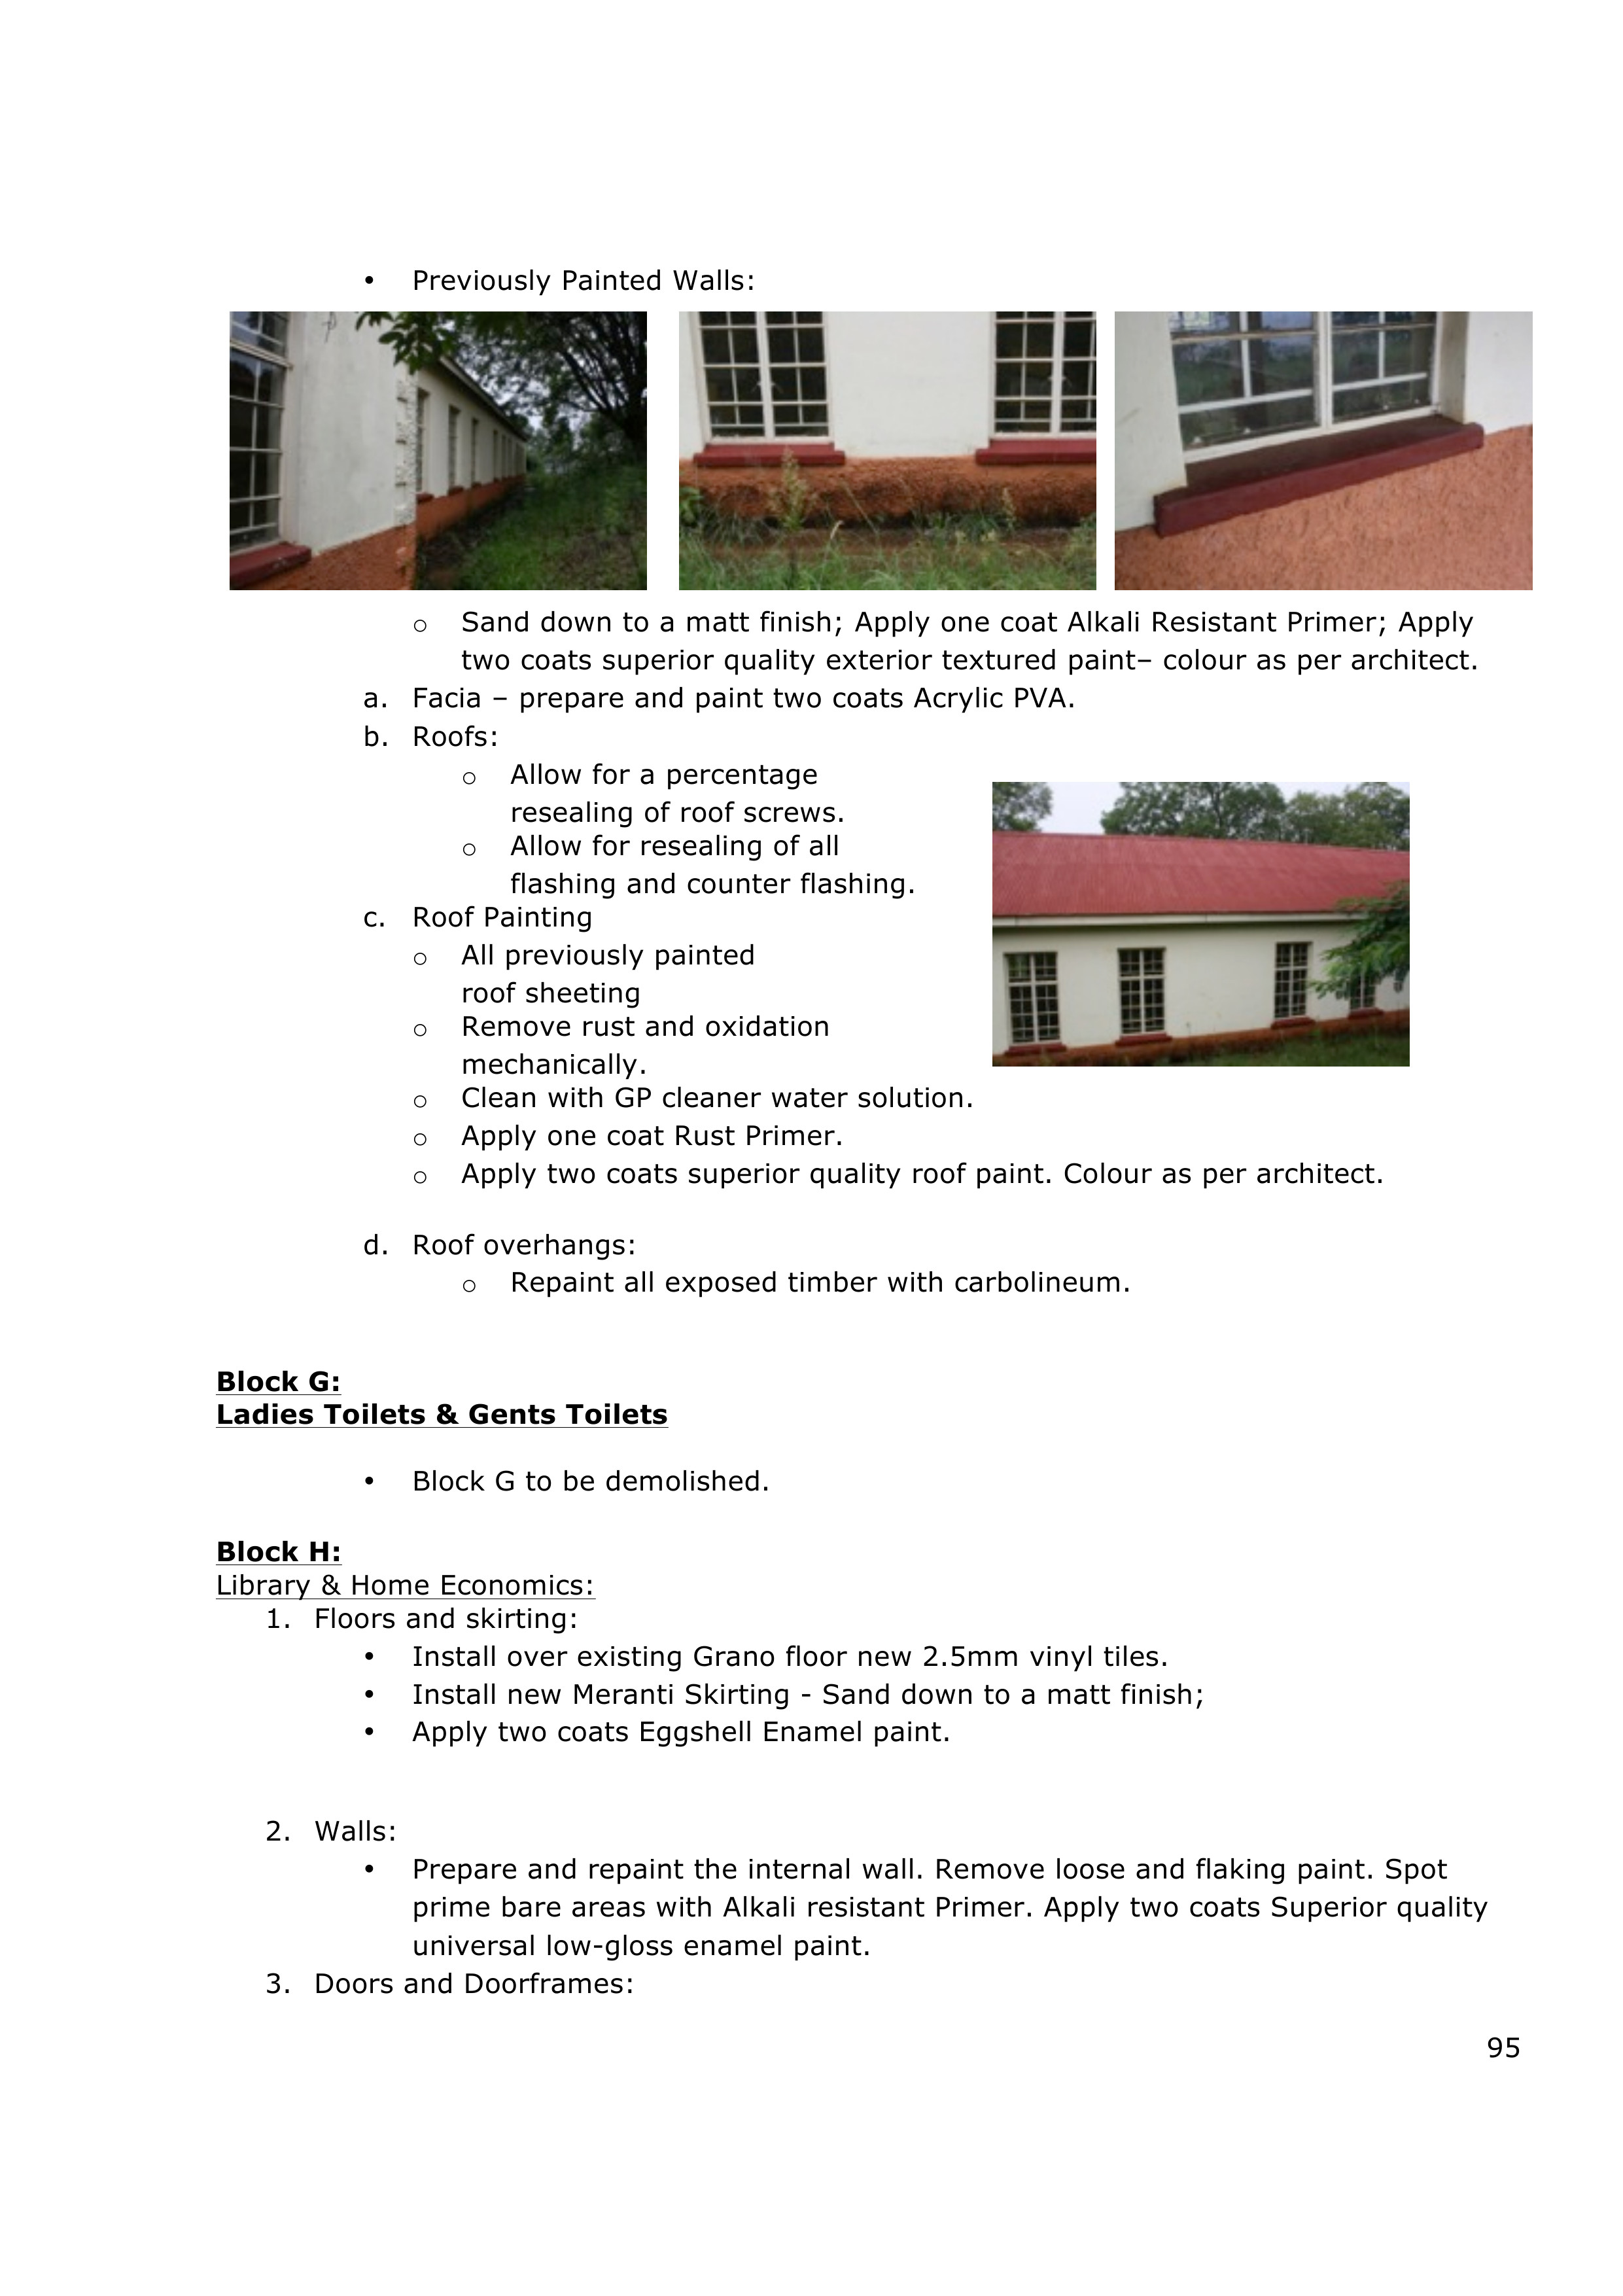 • Previously Painted Walls:
o Sand down to a matt finish; Apply one coat Alkali Resistant Primer; Apply
two coats superior quality exterior textured paint– colour as per architect.
a. Facia – prepare and paint two coats Acrylic PVA.
b. Roofs:
o Allow for a percentage
resealing of roof screws.
o Allow for resealing of all
flashing and counter flashing.
c. Roof Painting
o All previously painted
roof sheeting
o Remove rust and oxidation
mechanically.
o Clean with GP cleaner water solution.
o Apply one coat Rust Primer.
o Apply two coats superior quality roof paint. Colour as per architect.
d. Roof overhangs:
o Repaint all exposed timber with carbolineum.
Block G:
Ladies Toilets & Gents Toilets
• Block G to be demolished.
Block H:
Library & Home Economics:
1. Floors and skirting:
• Install over existing Grano floor new 2.5mm vinyl tiles.
• Install new Meranti Skirting - Sand down to a matt finish;
• Apply two coats Eggshell Enamel paint.
2. Walls:
• Prepare and repaint the internal wall. Remove loose and flaking paint. Spot
prime bare areas with Alkali resistant Primer. Apply two coats Superior quality
universal low-gloss enamel paint.
3. Doors and Doorframes:
95